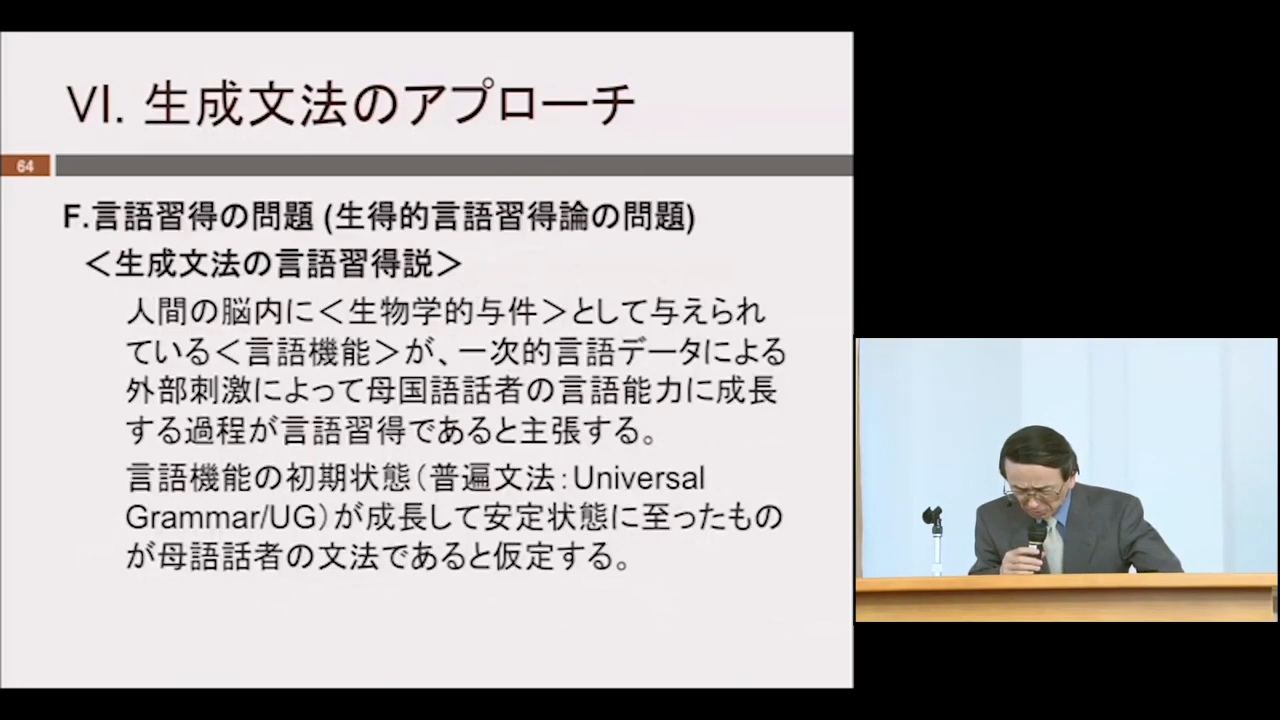 VI. 生成文法のアプローチ
64
F.言語習得の問題 (生得的言語習得論の問題)
＜生成文法の言語習得説＞
人間の脳内に＜生物学的与件＞として与えられ
ている＜言語機能＞が、一次的言語データによる
外部刺激によって母国語話者の言語能力に成長
する過程が言語習得であると主張する。
言語機能の初期状態（普遍文法：Universal
Grammar/UG）が成長して安定状態に至ったもの
が母語話者の文法であると仮定する。